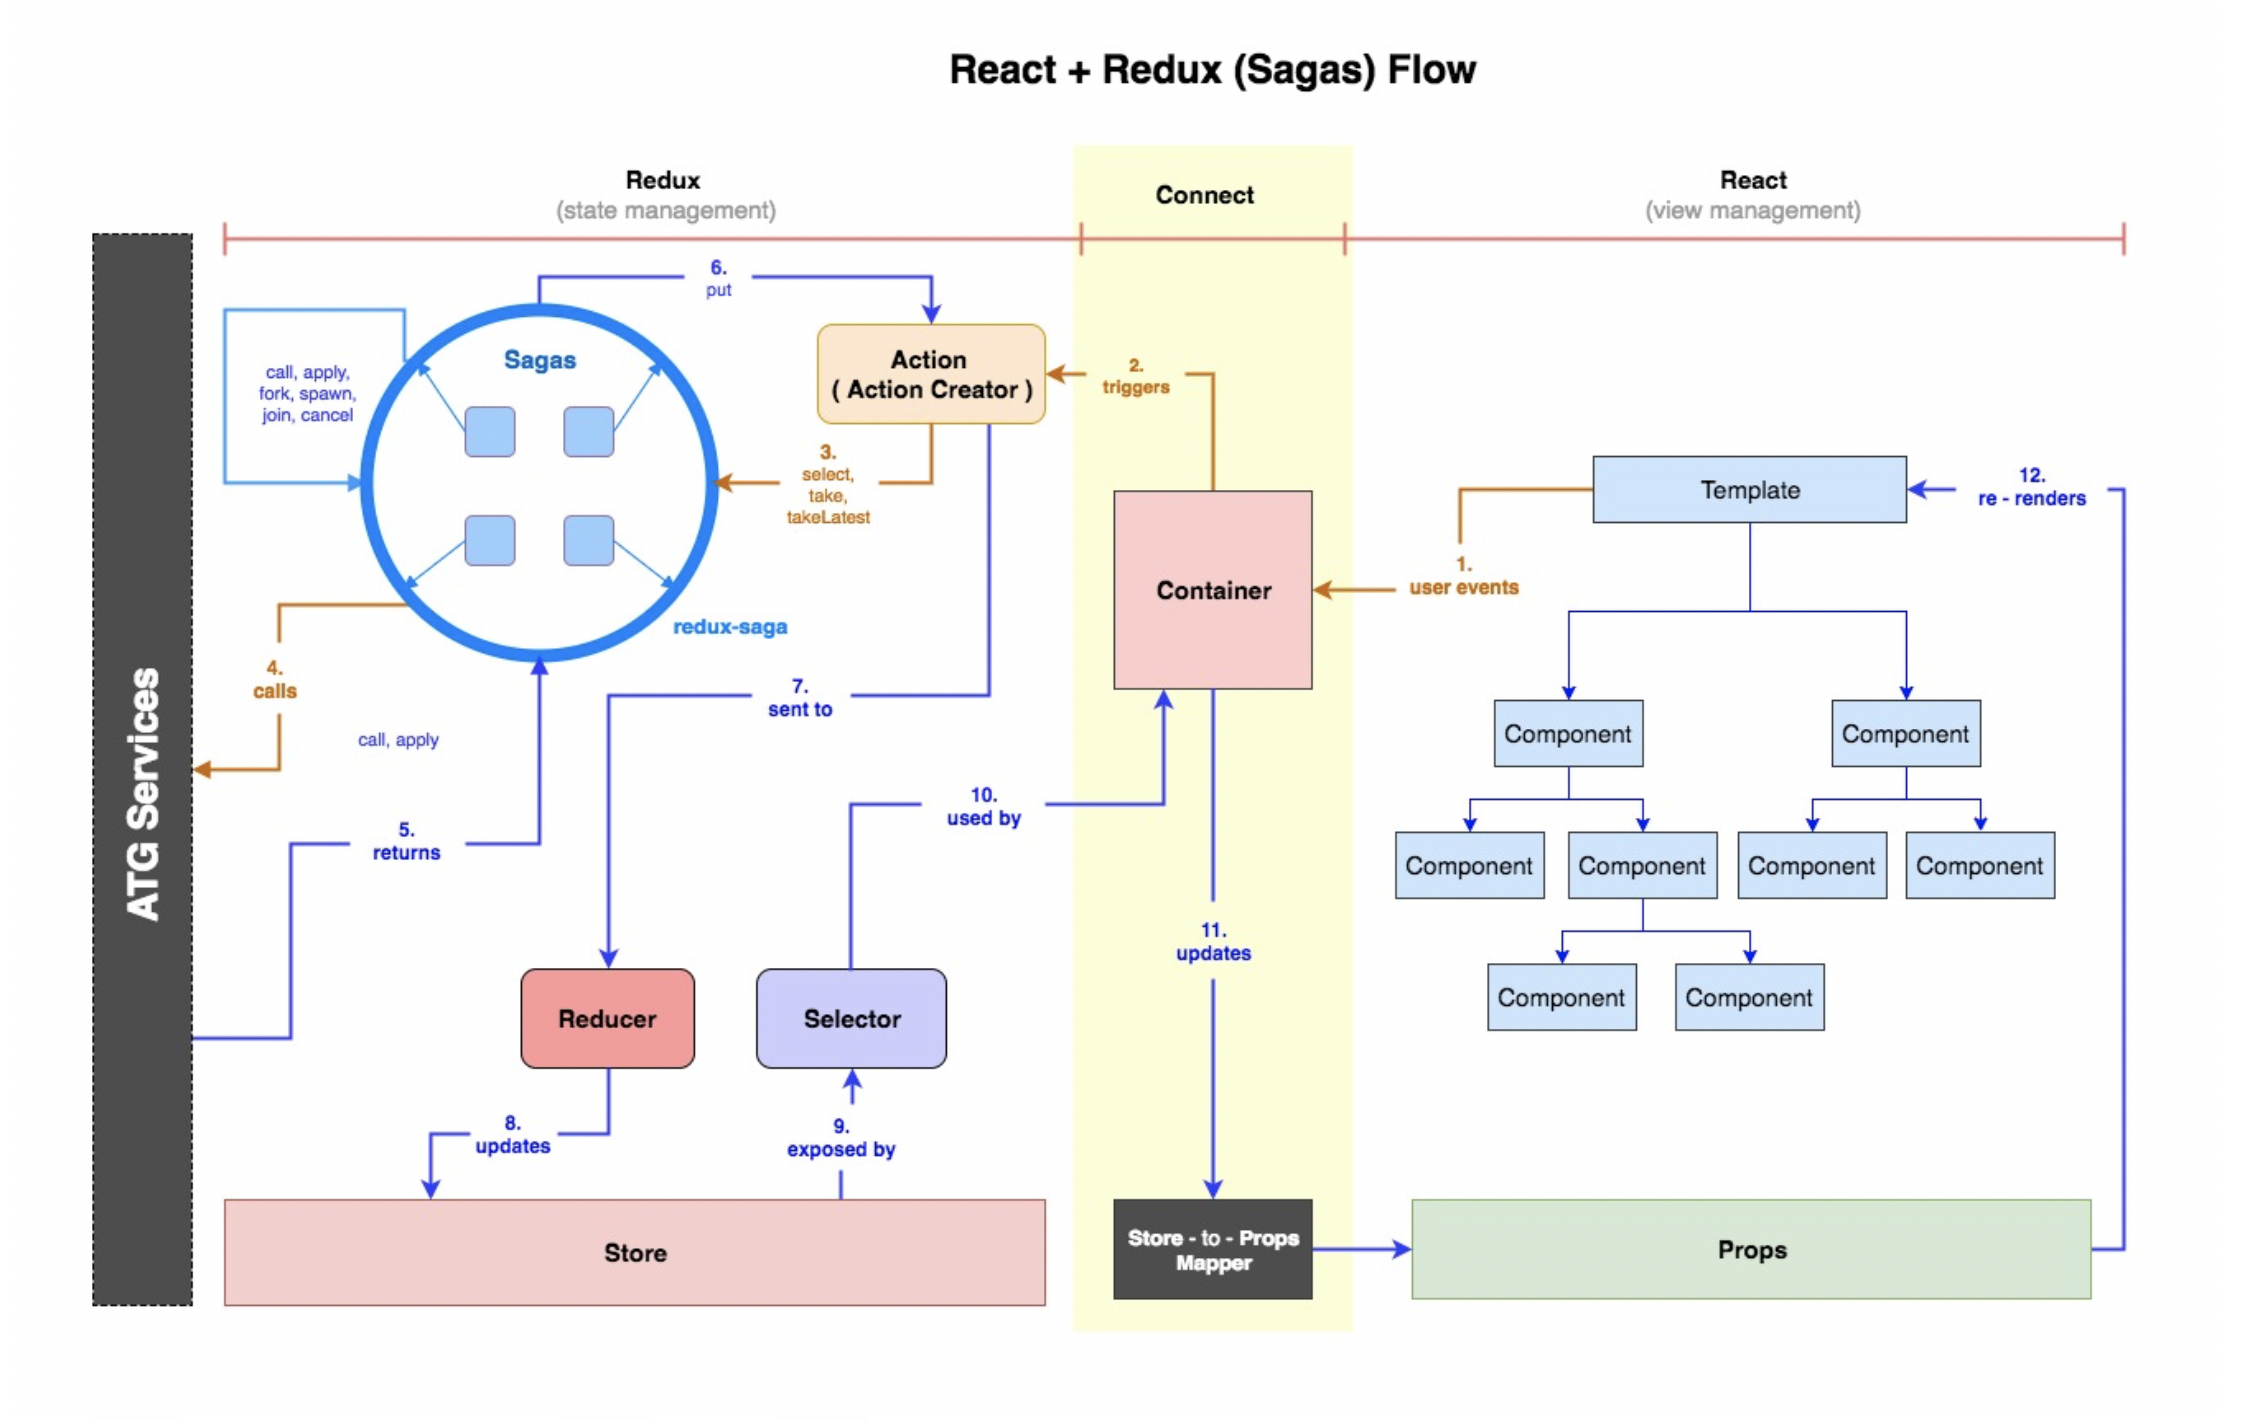 React + Redux (Sagas) Flow
Redux
(state management)
Connect
React
(view management)
6.
put
call, apply,
fork, spawn,
join, cancel
Sagas
Action
( Action Creator )
2.
triggers
3.
select,
take,
takeLatest
Template
12.
re - renders
1.
user events
Container
redux-saga
4.
calls
ATG Services
7.
sent to
call, apply
Component
Component
10.
used by
5.
returns
Component
Component
Component
Component
11.
updates
Reducer
Selector
Component
Component
8.
updates
9.
exposed by
Store
Store - to - Props
Mapper
Props